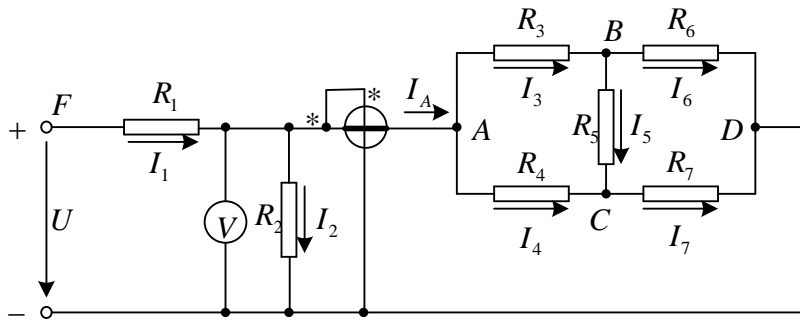 R3 B R6
F R1 * * IA I3 I6
+ A R5 I5 D
I1 R4 R7
U V R2 I2 C
I4 I7
−